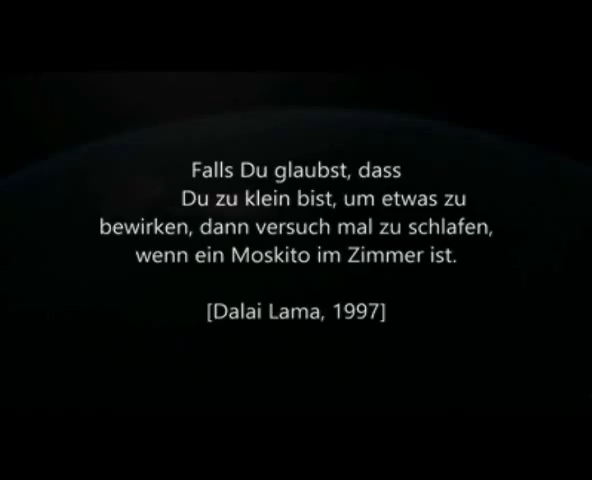 Falls Du glaubst, dass
Du zu klein bist, um etwas zu
bewirken, dann versuch mal zu schlafen,
wenn ein Moskito im Zimmer ist.
[Dalai Lama, 1997]